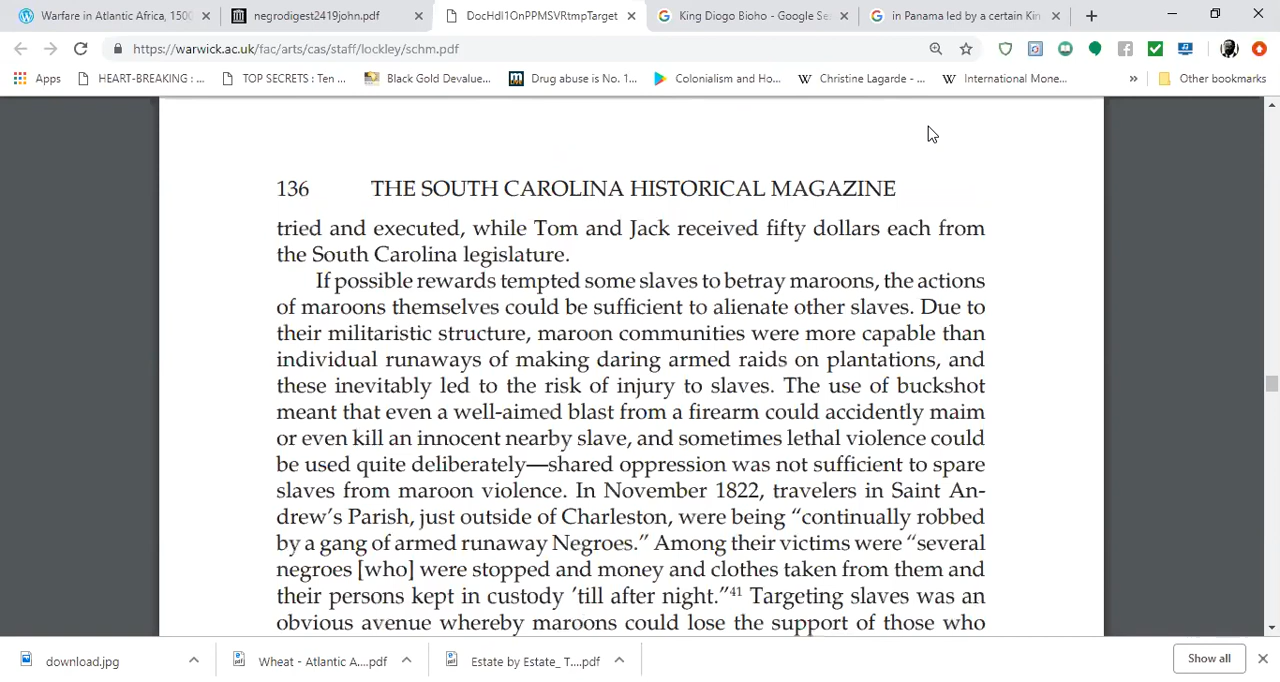 Warfare in Atlantic Africa, 1500
negrodigest2419john.pdf
DocHdl1OnPPMSVRtmpTarget
King Diogo Bioho - Google Se
in Panama led by a certain Kin
https://warwick.ac.uk/fac/arts/cas/staff/lockley/schm.pdf
Apps
HEART-BREAKING : ...
TOP SECRETS : Ten ...
Black Gold Devalue...
Drug abuse is No. 1...
Colonialism and Ho...
Christine Lagarde - ...
International Mone...
»
Other bookmarks
136 THE SOUTH CAROLINA HISTORICAL MAGAZINE
tried and executed, while Tom and Jack received fifty dollars each from
the South Carolina legislature.
If possible rewards tempted some slaves to betray maroons, the actions
of maroons themselves could be sufficient to alienate other slaves. Due to
their militaristic structure, maroon communities were more capable than
individual runaways of making daring armed raids on plantations, and
these inevitably led to the risk of injury to slaves. The use of buckshot
meant that even a well-aimed blast from a firearm could accidently maim
or even kill an innocent nearby slave, and sometimes lethal violence could
be used quite deliberately—shared oppression was not sufficient to spare
slaves from maroon violence. In November 1822, travelers in Saint An-
drew's Parish, just outside of Charleston, were being “continually robbed
by a gang of armed runaway Negroes.” Among their victims were “several
negroes [who] were stopped and money and clothes taken from them and
their persons kept in custody 'till after night.”41 Targeting slaves was an
obvious avenue whereby maroons could lose the support of those who
download.jpg
Wheat - Atlantic A....pdf
Estate by Estate_ T....pdf
Show all